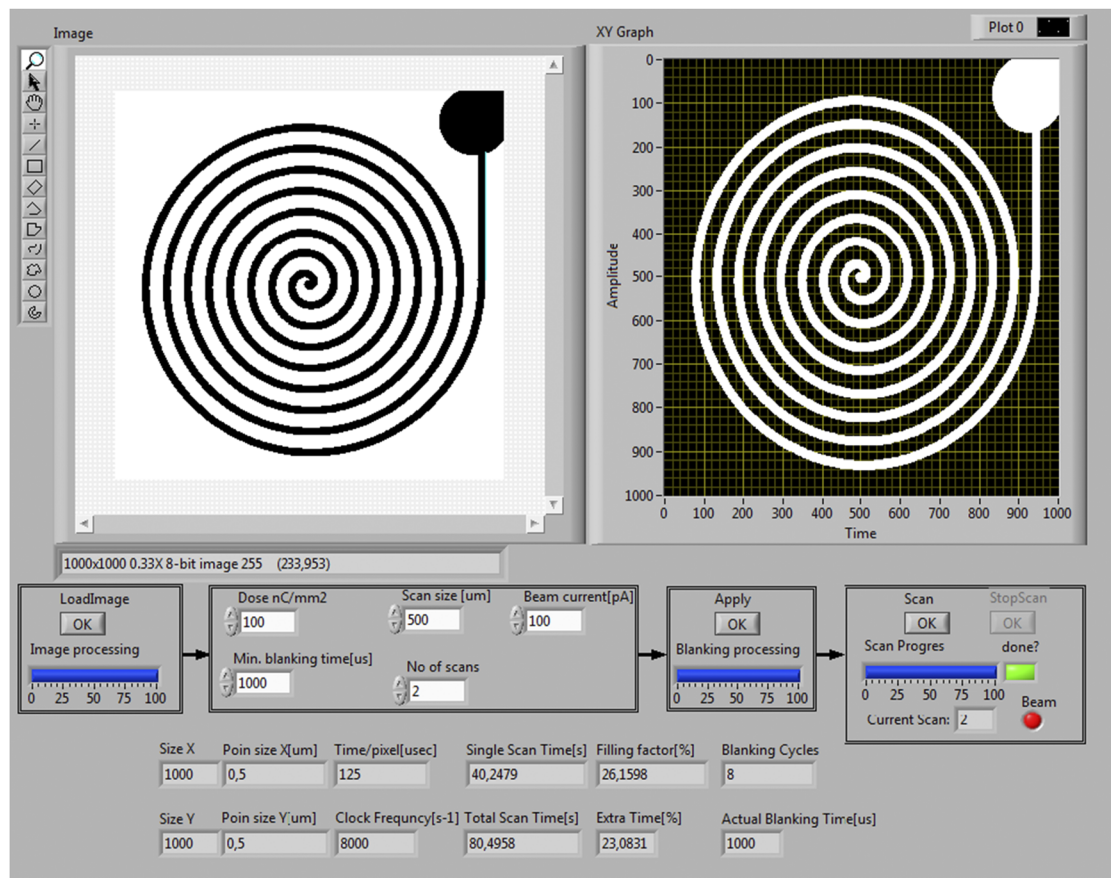 Image
XY Graph
Plot 0
0
100
200
300
400
500
600
700
800
900
1000
Amplitude
0 100 200 300 400 500 600 700 800 900 1000
Time
1000x1000 0.33X 8-bit image 255 (233,953)
LoadImage
OK
Image processing
0 25 50 75 100
Dose nC/mm2
100
Scan size [um]
500
Beam current[pA]
100
Min. blanking time[us]
1000
No of scans
2
Apply
OK
Blanking processing
0 25 50 75 100
Scan
OK
StopScan
OK
Scan Progres
done?
0 25 50 75 100
Current Scan: 2
Beam
Size X
1000
Poin size X[um]
0,5
Time/pixel[usec]
125
Single Scan Time[s]
40,2479
Filling factor[%]
26,1598
Blanking Cycles
8
Size Y
1000
Poin size Y[um]
0,5
Clock Frequncy[s-1]
8000
Total Scan Time[s]
80,4958
Extra Time[%]
23,0831
Actual Blanking Time[us]
1000